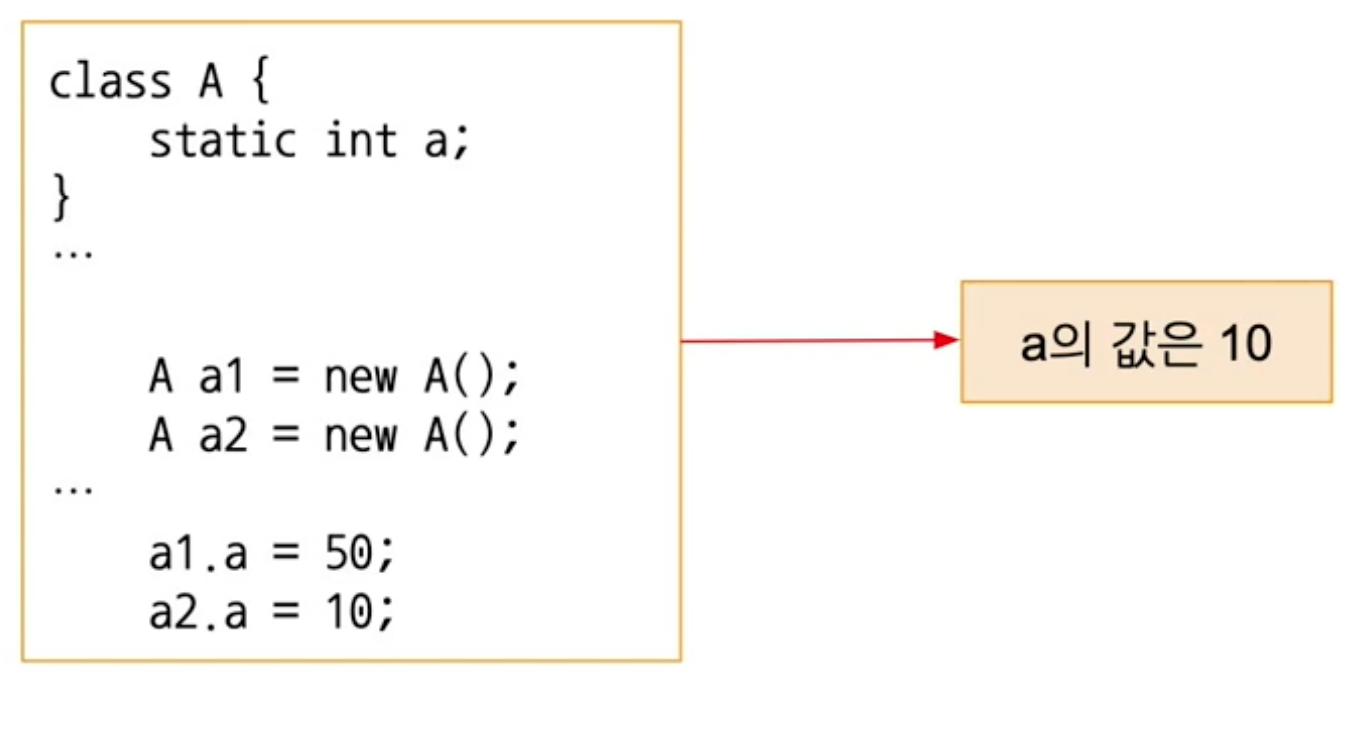 class A {
    static int a;
}
...
    A a1 = new A();
    A a2 = new A();
...
    a1.a = 50;
    a2.a = 10;
a의 값은 10